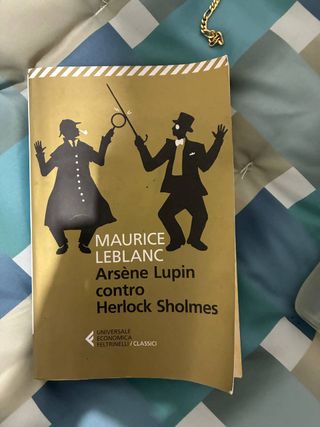 MAURICE
LEBLANC
Arsène Lupin
contro
Herlock Sholmes
UNIVERSALE
ECONOMICA
FELTRINELLI/CLASSICI